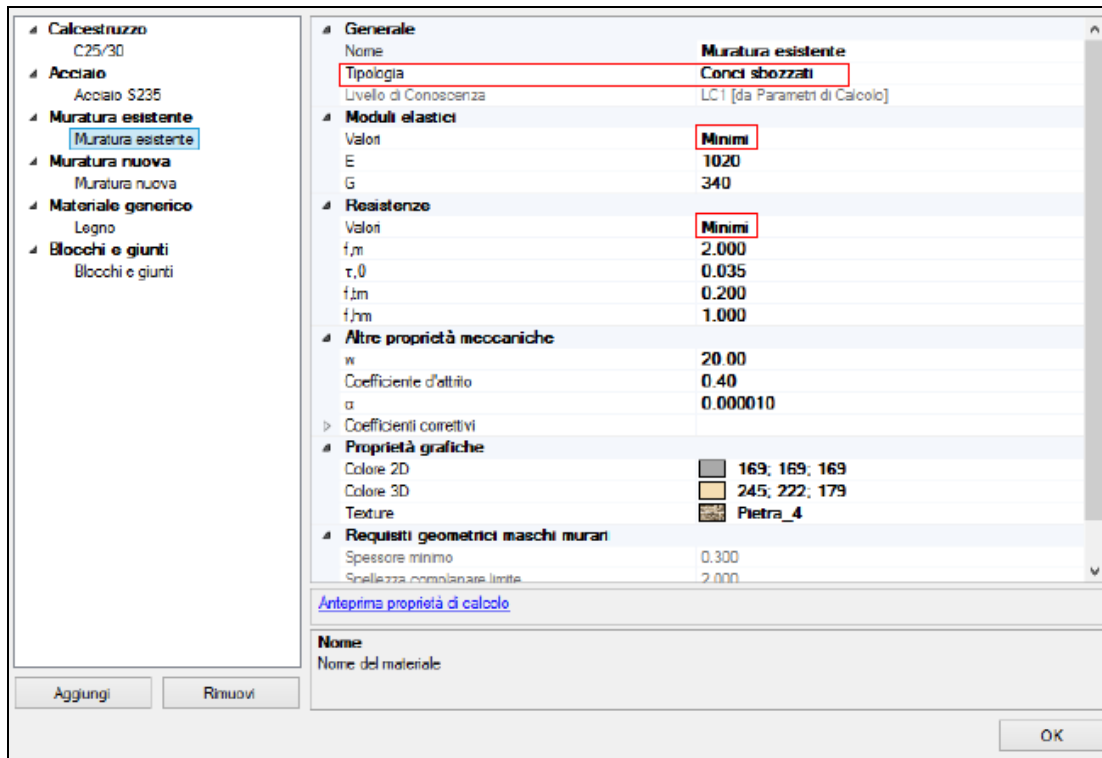 Calcestruzzo
C25/30
Acciaio
Acciaio S235
Muratura esistente
Muratura esistente
Muratura nuova
Muratura nuova
Materiale generico
Legno
Blocchi e giunti
Blocchi e giunti
Aggiungi Rimuovi
Generale
Nome Muratura esistente
Tipologia Conci sbozzati
Livello di Conoscenza LC1 [da Parametri di Calcolo]
Moduli elastici
Valori Minimi
E 1020
G 340
Resistenze
Valori Minimi
f,m 2.000
τ,0 0.035
f,tm 0.200
f,hm 1.000
Altre proprietà meccaniche
w 20.00
Coefficiente d'attrito 0.40
α 0.000010
Coefficienti correttivi
Proprietà grafiche
Colore 2D 169; 169; 169
Colore 3D 245; 222; 179
Texture Pietra_4
Requisiti geometrici maschi murari
Spessore minimo 0.300
Snellezza complanare limite 2.000
Anteprima proprietà di calcolo
Nome
Nome del materiale
OK